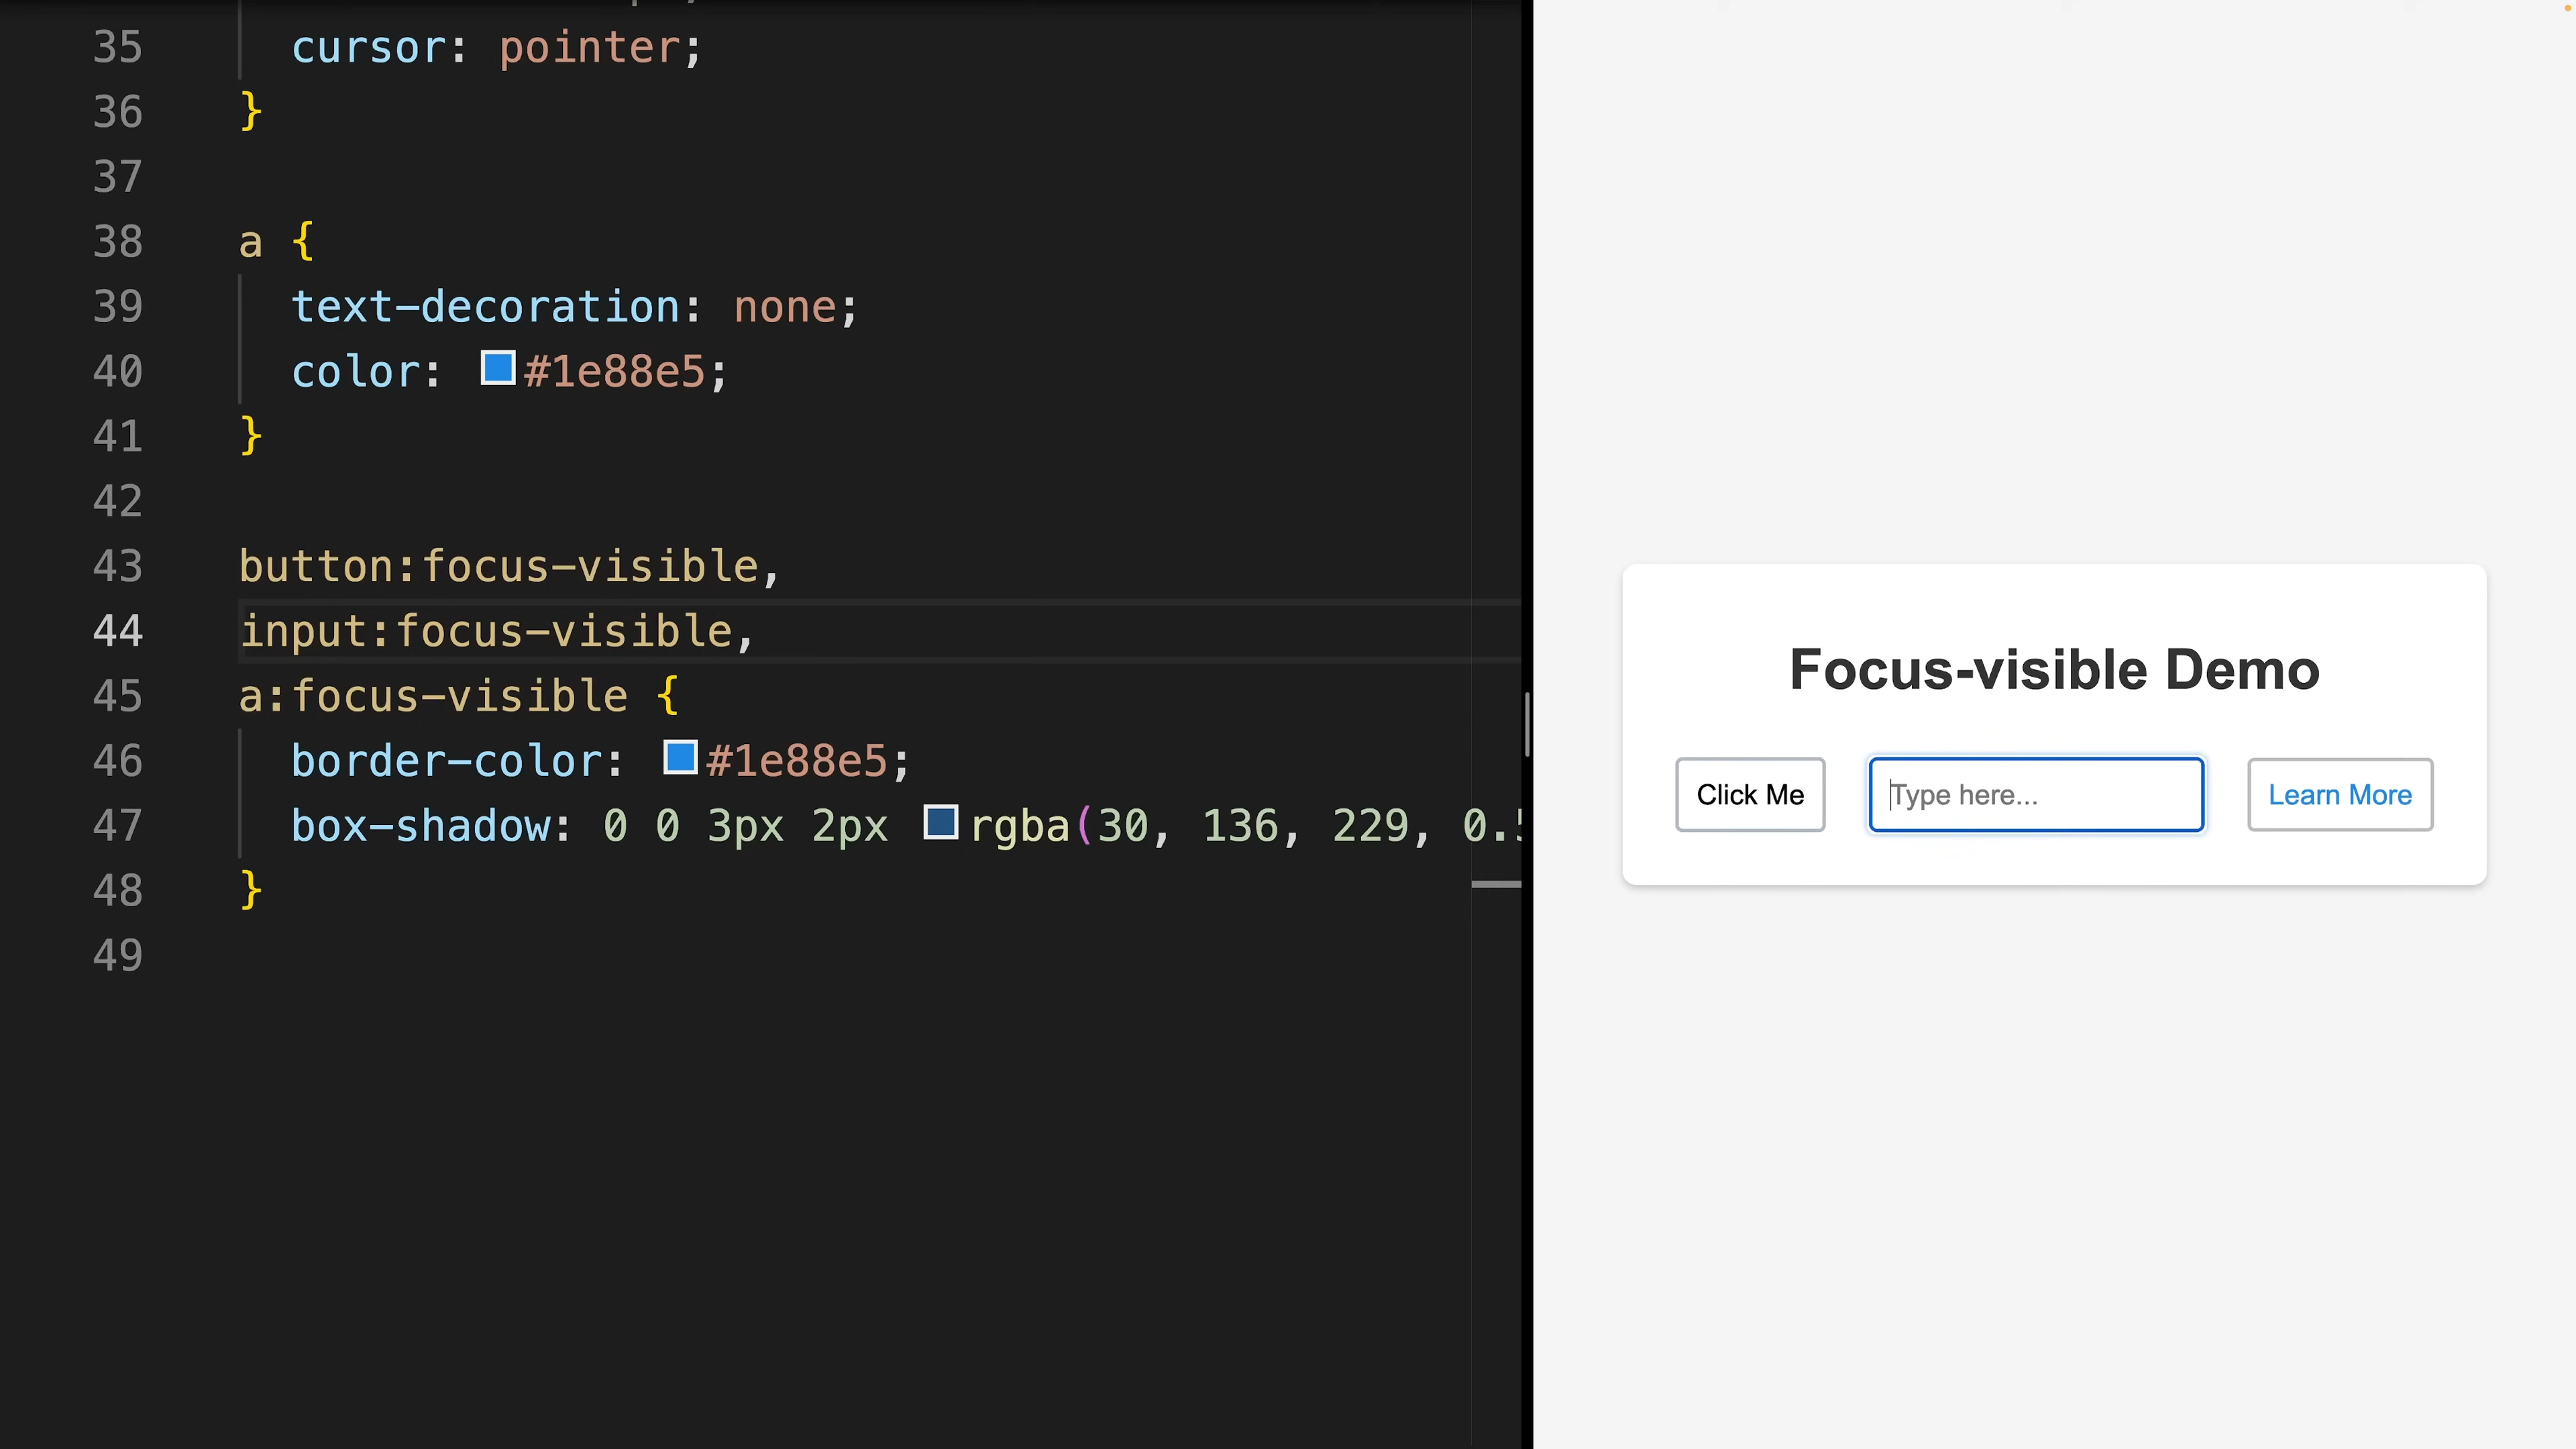 35 cursor: pointer;
36 }
37
38 a {
39 text-decoration: none;
40 color: #1e88e5;
41 }
42
43 button:focus-visible,
44 input:focus-visible,
45 a:focus-visible {
46 border-color: #1e88e5;
47 box-shadow: 0 0 3px 2px rgba(30, 136, 229, 0.5
48 }
49
Focus-visible Demo
Click Me
Type here...
Learn More